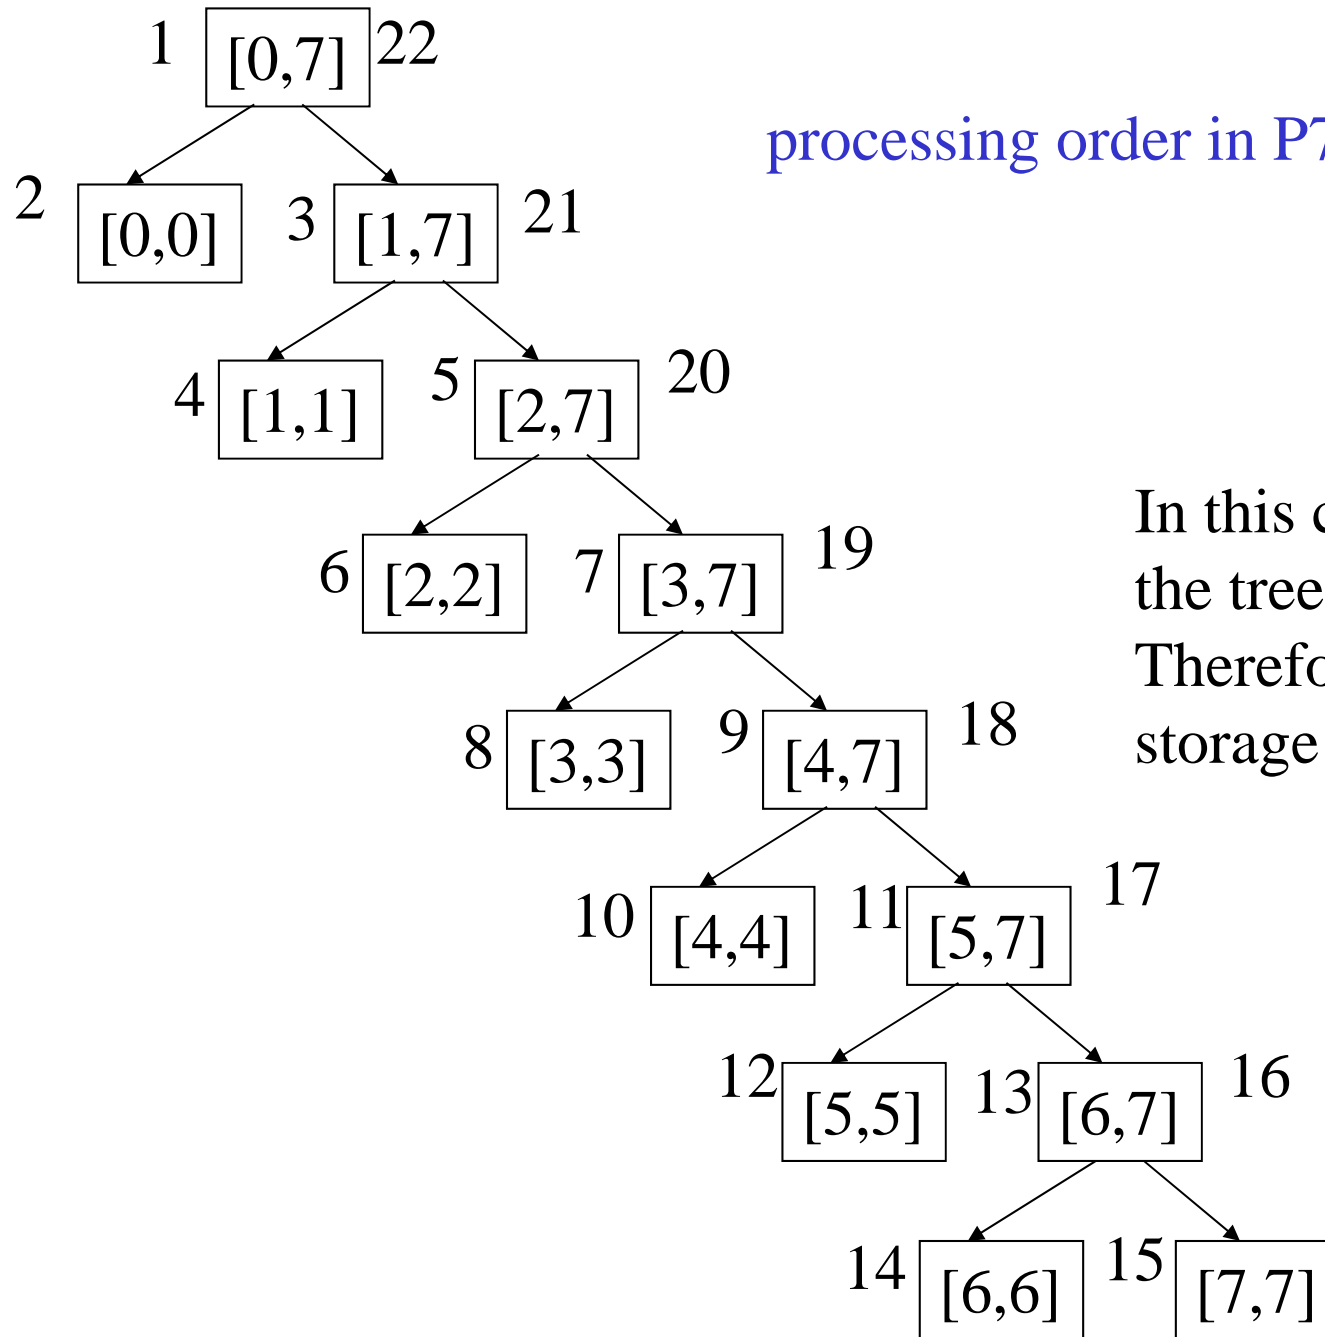 1 [0,7] 22
processing order in P7
2 [0,0] 3 [1,7] 21
4 [1,1] 5 [2,7] 20
In this
6 [2,2] 7 [3,7] 19
the tree
Therefo
8 [3,3] 9 [4,7] 18
storage
10 [4,4] 11 [5,7] 17
12 [5,5] 13 [6,7] 16
14 [6,6] 15 [7,7]